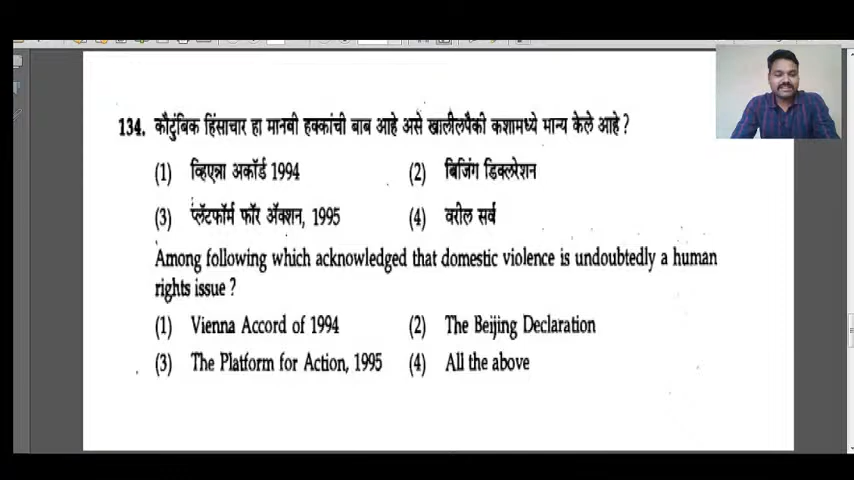 134. कौटुंबिक हिंसाचार हा मानवी हक्कांची बाब आहे असे खालीलपैकी कशामध्ये मान्य केले आहे ?
(1) व्हिएन्ना अकॉर्ड 1994 (2) बिजिंग डिक्लरेशन
(3) प्लॅटफॉर्म फॉर ॲक्शन, 1995 (4) वरील सर्व
Among following which acknowledged that domestic violence is undoubtedly a human
rights issue ?
(1) Vienna Accord of 1994 (2) The Beijing Declaration
(3) The Platform for Action, 1995 (4) All the above